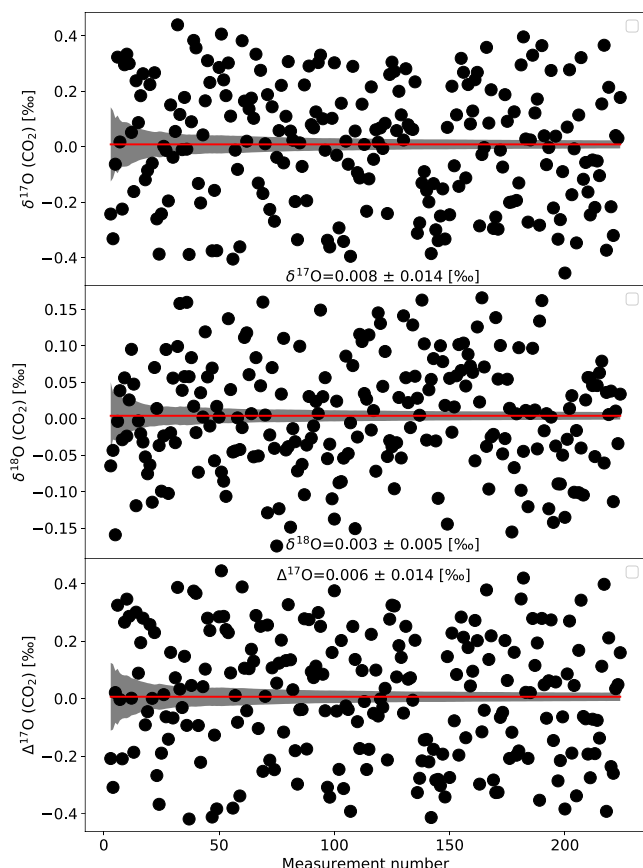 0.4
0.2
0.0
−0.2
−0.4
δ¹⁷O (CO₂) [‰]
δ¹⁷O=0.008 ± 0.014 [‰]
0.15
0.10
0.05
0.00
−0.05
−0.10
−0.15
δ¹⁸O (CO₂) [‰]
δ¹⁸O=0.003 ± 0.005 [‰]
Δ¹⁷O=0.006 ± 0.014 [‰]
0.4
0.2
0.0
−0.2
−0.4
Δ¹⁷O (CO₂) [‰]
0 50 100 150 200
Measurement number